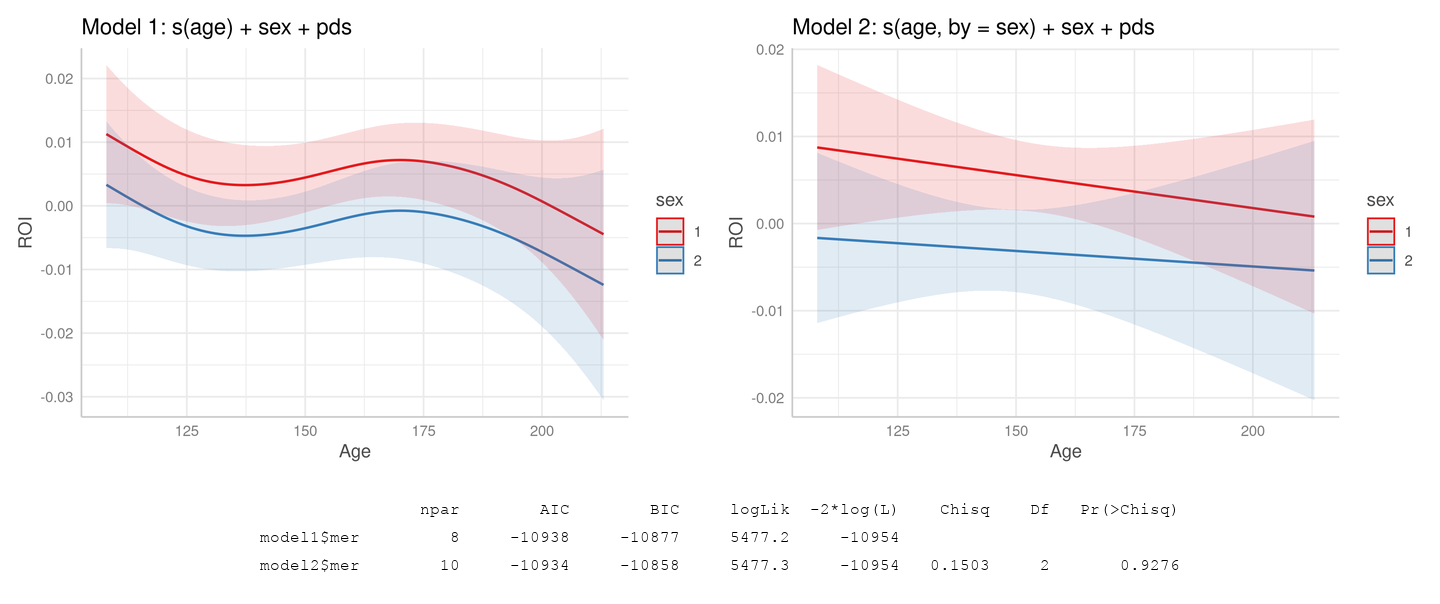 Model 1: s(age) + sex + pds
0.02
0.01
0.00
-0.01
-0.02
-0.03
ROI
125 150 175 200
Age
sex
1
2
Model 2: s(age, by = sex) + sex + pds
0.02
0.01
0.00
-0.01
-0.02
ROI
125 150 175 200
Age
sex
1
2
npar AIC BIC logLik -2*log(L) Chisq Df Pr(>Chisq)
model1$mer 8 -10938 -10877 5477.2 -10954
model2$mer 10 -10934 -10858 5477.3 -10954 0.1503 2 0.9276